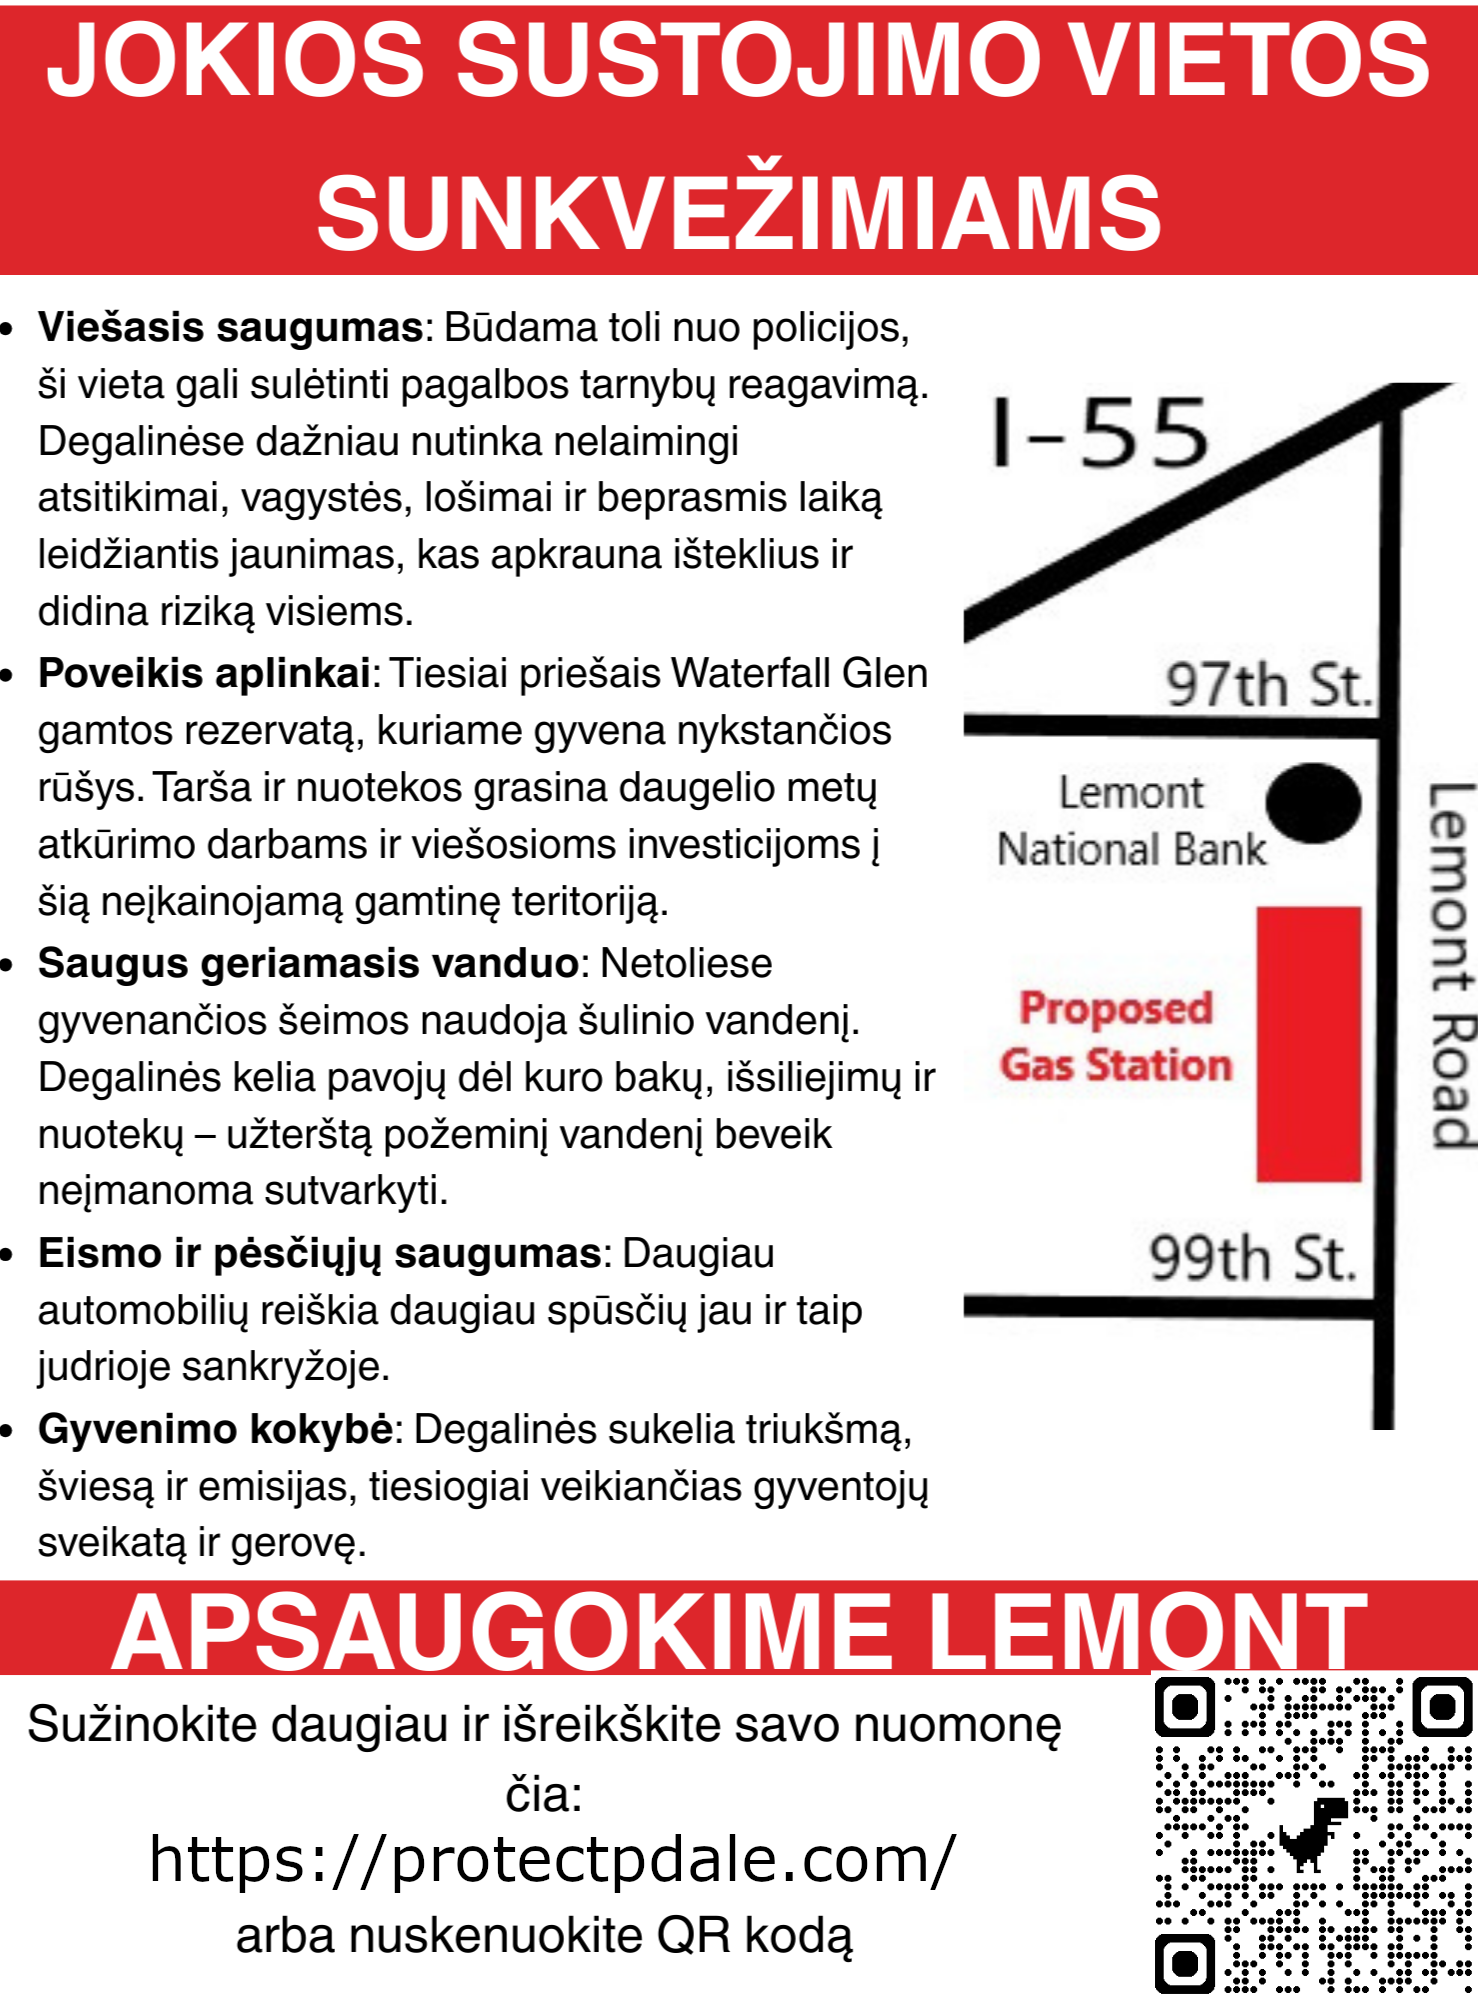 JOKIOS SUSTOJIMO VIETOS
SUNKVEŽIMIAMS
• Viešasis saugumas: Būdama toli nuo policijos,
ši vieta gali sulėtinti pagalbos tarnybų reagavimą.
Degalinėse dažniau nutinka nelaimingi
atsitikimai, vagystės, lošimai ir beprasmis laiką
leidžiantis jaunimas, kas apkrauna išteklius ir
didina riziką visiems.
• Poveikis aplinkai: Tiesiai priešais Waterfall Glen
gamtos rezervatą, kuriame gyvena nykstančios
rūšys. Tarša ir nuotekos grasina daugelio metų
atkūrimo darbams ir viešosioms investicijoms į
šią neįkainojamą gamtinę teritoriją.
• Saugus geriamasis vanduo: Netoliese
gyvenančios šeimos naudoja šulinio vandenį.
Degalinės kelia pavojų dėl kuro bakų, išsiliejimų ir
nuotekų – užterštą požeminį vandenį beveik
neįmanoma sutvarkyti.
• Eismo ir pėsčiųjų saugumas: Daugiau
automobilių reiškia daugiau spūsčių jau ir taip
judrioje sankryžoje.
• Gyvenimo kokybė: Degalinės sukelia triukšmą,
šviesą ir emisijas, tiesiogiai veikiančias gyventojų
sveikatą ir gerovę.
I-55
97th St.
Lemont
National Bank
Lemont Road
Proposed
Gas Station
99th St.
APSAUGOKIME LEMONT
Sužinokite daugiau ir išreikškite savo nuomonę
čia:
https://protectpdale.com/
arba nuskenuokite QR kodą